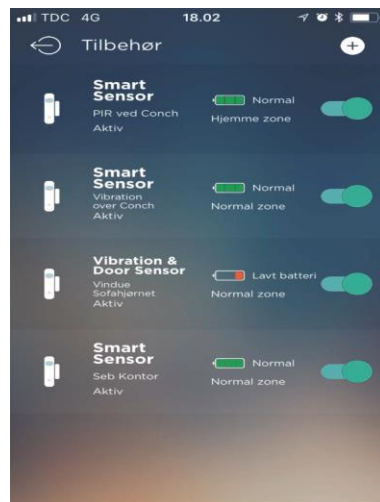 TDC 4G 18.02
Tilbehør
Smart
Sensor
PIR ved Conch
Aktiv
Normal
Hjemme zone
Smart
Sensor
Vibration
over Conch
Aktiv
Normal
Normal zone
Vibration &
Door Sensor
Vindue
Sofahjørnet
Aktiv
Lavt batteri
Normal zone
Smart
Sensor
Seb Kontor
Aktiv
Normal
Normal zone